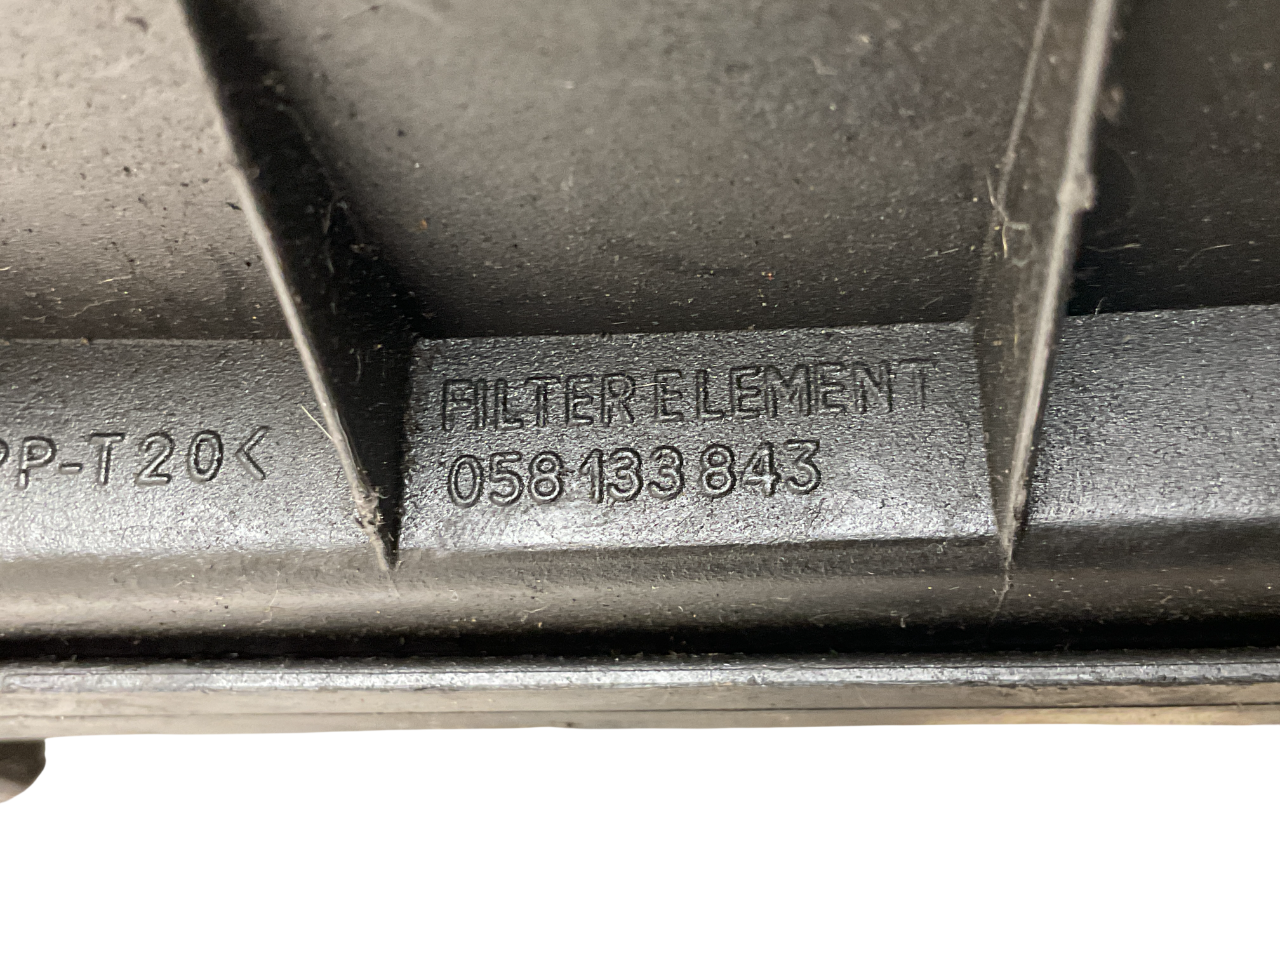 PP-T20<
FILTER ELEMENT
058 133 843